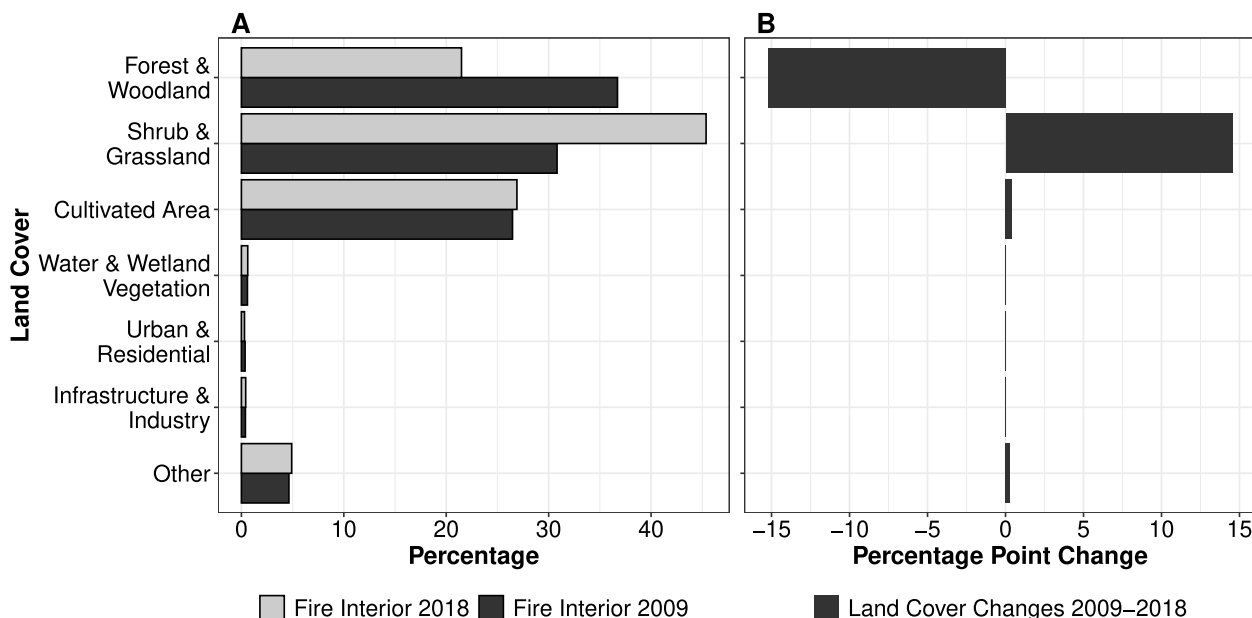 A
B
Land Cover
Forest &
Woodland
Shrub &
Grassland
Cultivated Area
Water & Wetland
Vegetation
Urban &
Residential
Infrastructure &
Industry
Other
0 10 20 30 40
−15 −10 −5 0 5 10 15
Percentage
Percentage Point Change
Fire Interior 2018 Fire Interior 2009
Land Cover Changes 2009−2018